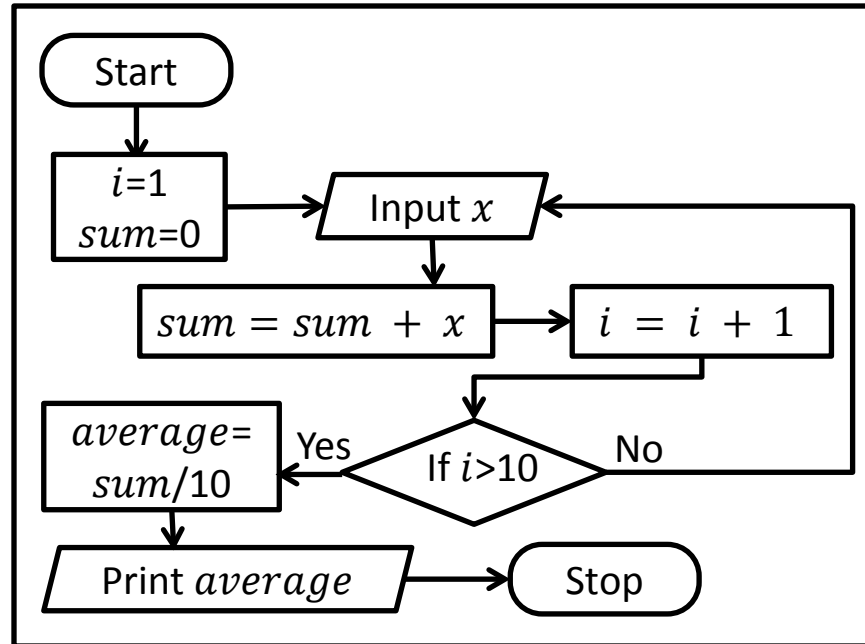 Start
i=1
sum=0
Input x
sum = sum + x
i = i + 1
If i>10
Yes
No
average=
sum/10
Print average
Stop